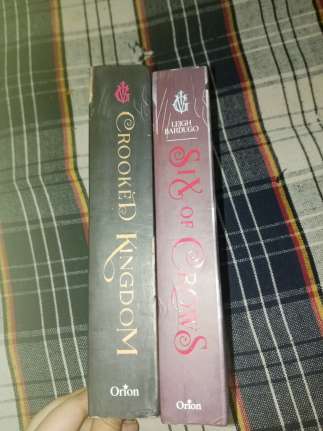 CROOKED KINGDOM
Orion
LEIGH
BARDUGO
SIX OF CROWS
Orion